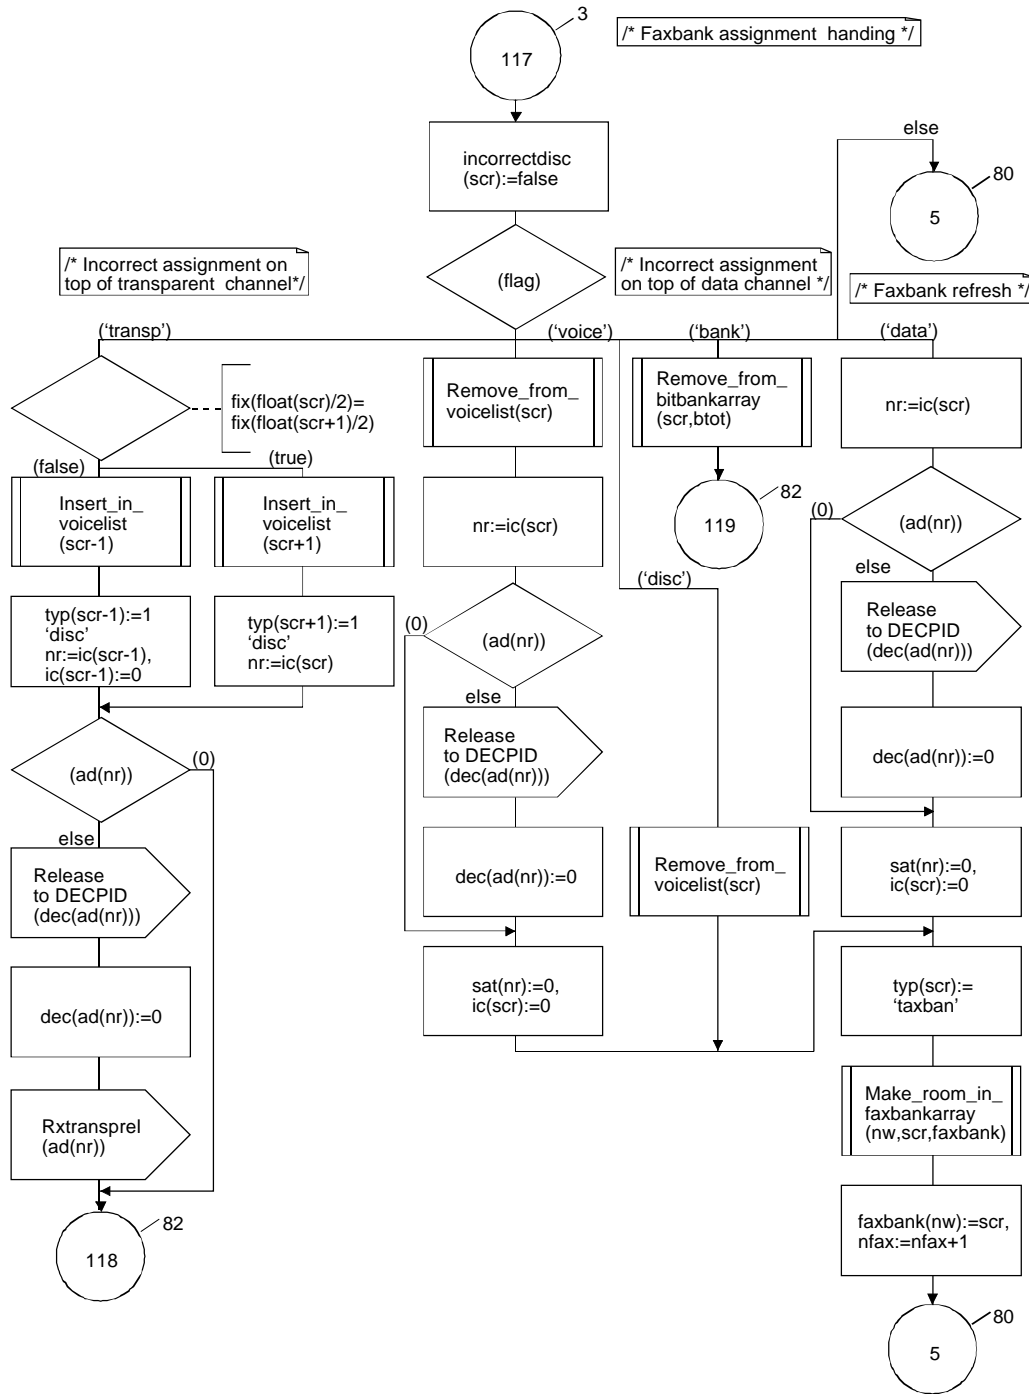 3
/* Faxbank assignment handing */
117
else
incorrectdisc
(scr):=false
80
5
/* Incorrect assignment on
top of transparent channel*/
(flag)
/* Incorrect assignment
on top of data channel */
/* Faxbank refresh */
(‘transp’)
(‘voice’)
(‘bank’)
(‘data’)
fix(float(scr)/2)=
fix(float(scr+1)/2)
Remove_from_
voicelist(scr)
Remove_from_
bitbankarray
(scr,btot)
nr:=ic(scr)
(false)
(true)
Insert_in_
voicelist
(scr-1)
Insert_in_
voicelist
(scr+1)
nr:=ic(scr)
82
119
(0)
(ad(nr))
else
(‘disc’)
typ(scr-1):=1
‘disc’
nr:=ic(scr-1),
ic(scr-1):=0
typ(scr+1):=1
‘disc’
nr:=ic(scr)
(0)
(ad(nr))
else
Release
to DECPID
(dec(ad(nr)))
(ad(nr))
(0)
else
Release
to DECPID
(dec(ad(nr)))
dec(ad(nr)):=0
Release
to DECPID
(dec(ad(nr)))
dec(ad(nr)):=0
Remove_from_
voicelist(scr)
sat(nr):=0,
ic(scr):=0
dec(ad(nr)):=0
sat(nr):=0,
ic(scr):=0
typ(scr):=
‘taxban’
Rxtransprel
(ad(nr))
Make_room_in_
faxbankarray
(nw,scr,faxbank)
82
118
faxbank(nw):=scr,
nfax:=nfax+1
80
5